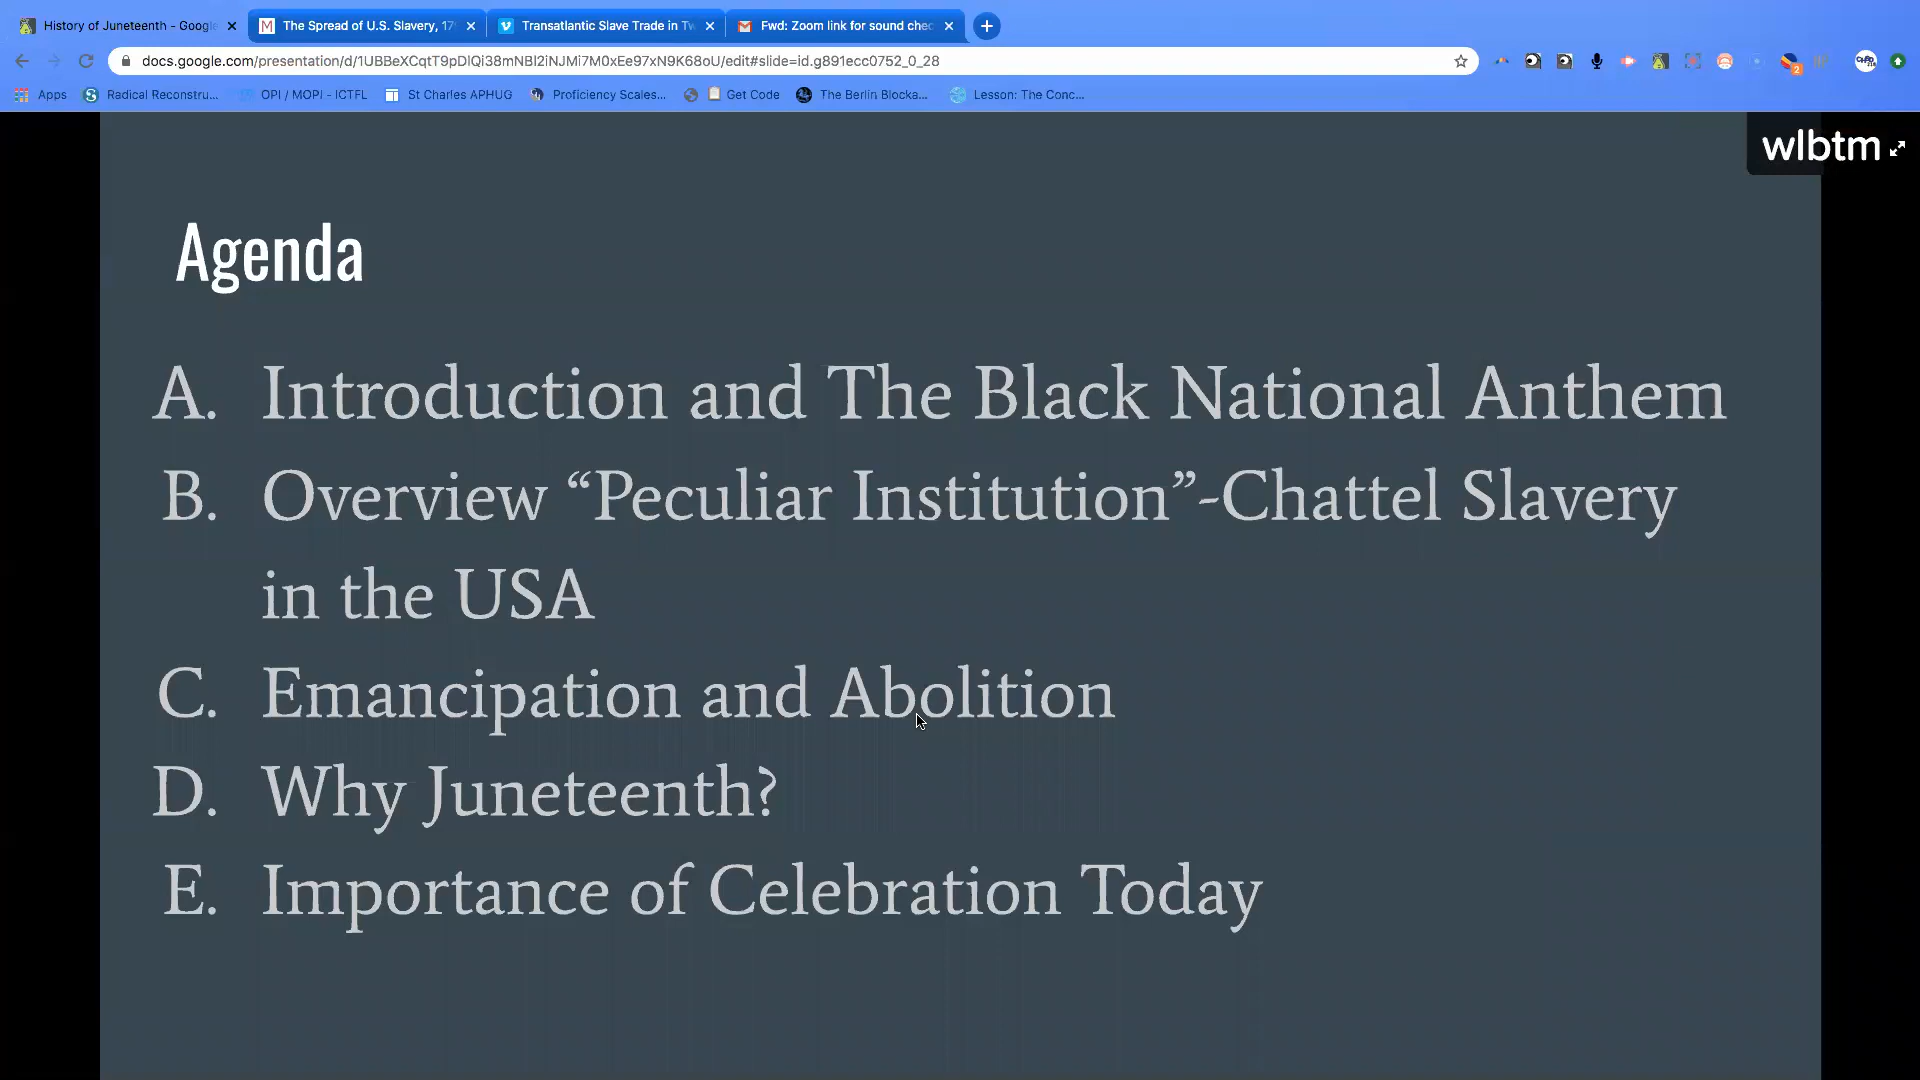 History of Juneteenth - Google
The Spread of U.S. Slavery, 17
Transatlantic Slave Trade in Tw
Fwd: Zoom link for sound chec
docs.google.com/presentation/d/1UBBeXCqtT9pDlQi38mNBl2iNJMi7M0xEe97xN9K68oU/edit#slide=id.g891ecc0752_0_28
2
Apps
Radical Reconstru...
OPI / MOPI - ICTFL
St Charles APHUG
Proficiency Scales...
Get Code
The Berlin Blocka...
Lesson: The Conc...
wlbtm
Agenda
A. Introduction and The Black National Anthem
B. Overview “Peculiar Institution”-Chattel Slavery
in the USA
C. Emancipation and Abolition
D. Why Juneteenth?
E. Importance of Celebration Today